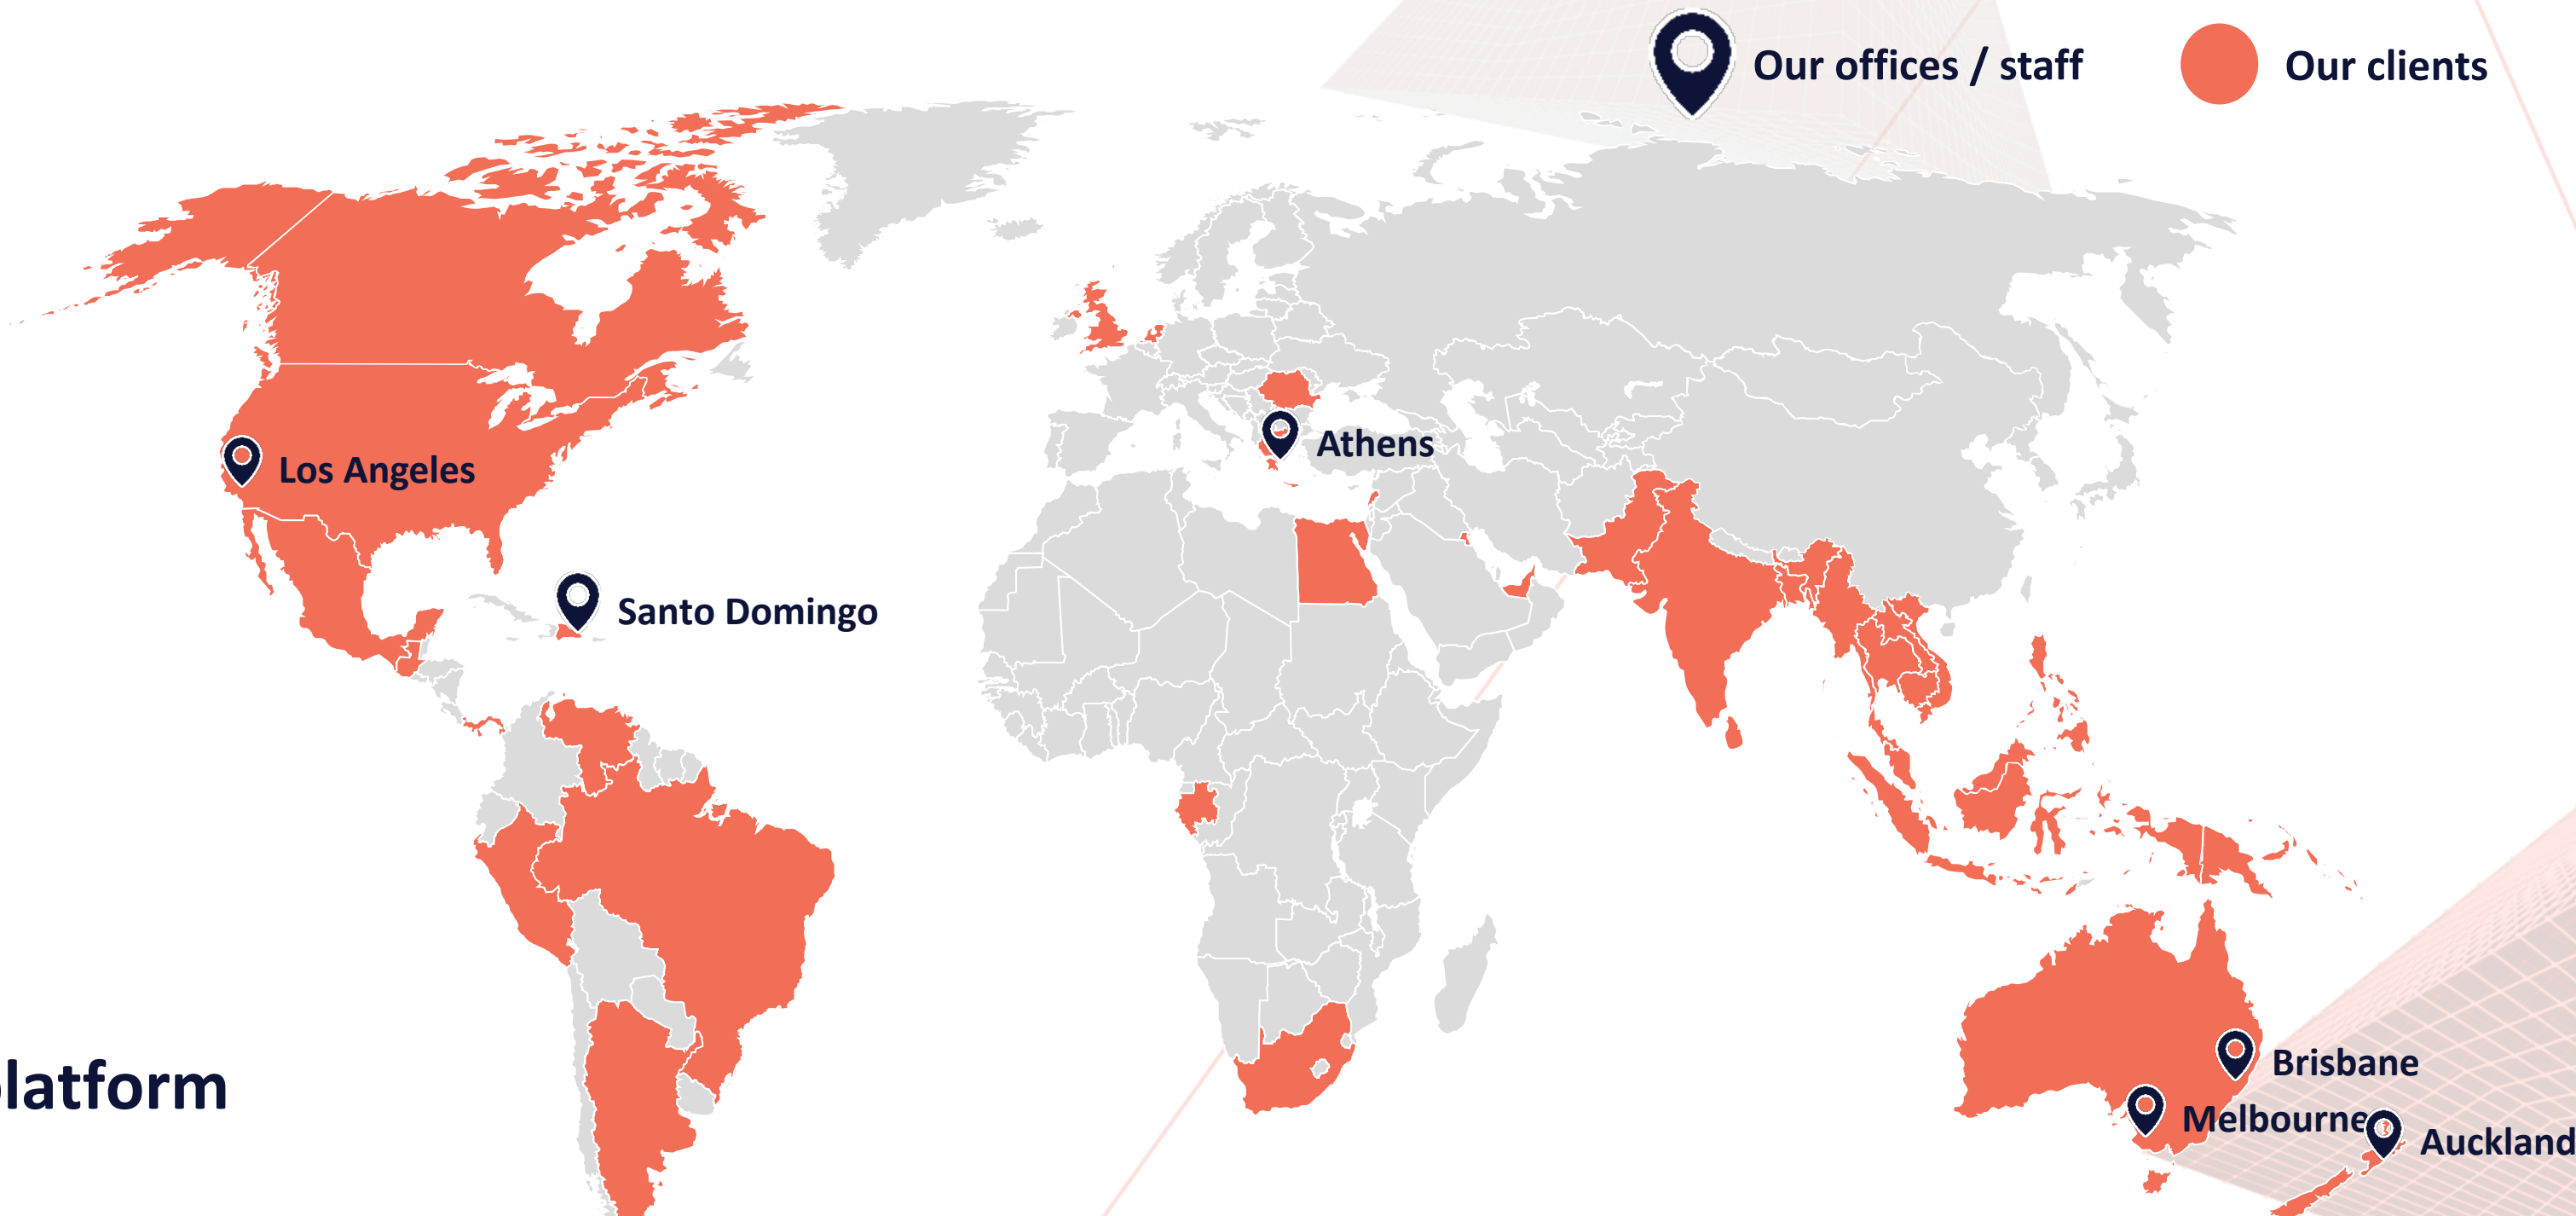 Our offices / staff
Our clients
Athens
Los Angeles
Santo Domingo
Brisbane
latform
Melbourne
Auckland